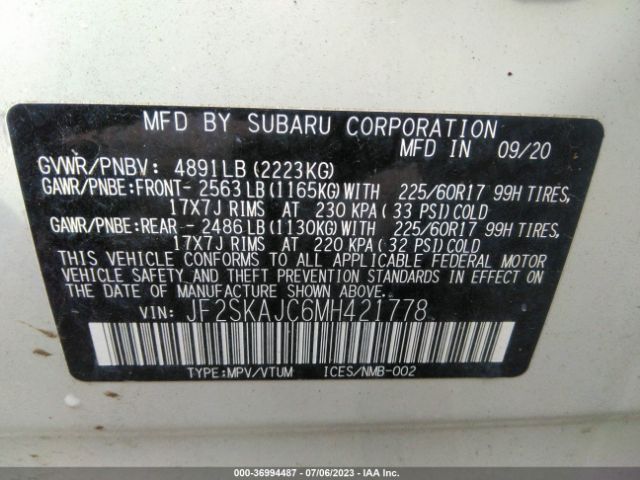 MFD BY SUBARU CORPORATION
MFD IN 09/20
GVWR/PNBV: 4891LB (2223KG)
GAWR/PNBE:FRONT- 2563 LB (1165KG) WITH 225/60R17 99H TIRES,
17X7J RIMS AT 230 KPA (33 PSI) COLD
GAWR/PNBE:REAR - 2486 LB (1130KG) WITH 225/60R17 99H TIRES,
17X7J RIMS AT 220 KPA (32 PSI) COLD
THIS VEHICLE CONFORMS TO ALL APPLICABLE FEDERAL MOTOR
VEHICLE SAFETY AND THEFT PREVENTION STANDARDS IN EFFECT ON
THE DATE OF MANUFACTURE SHOWN ABOVE.
VIN: JF2SKAJC6MH421778
TYPE:MPV/VTUM ICES/NMB-002
000-36994487 - 07/06/2023 - IAAI.COM